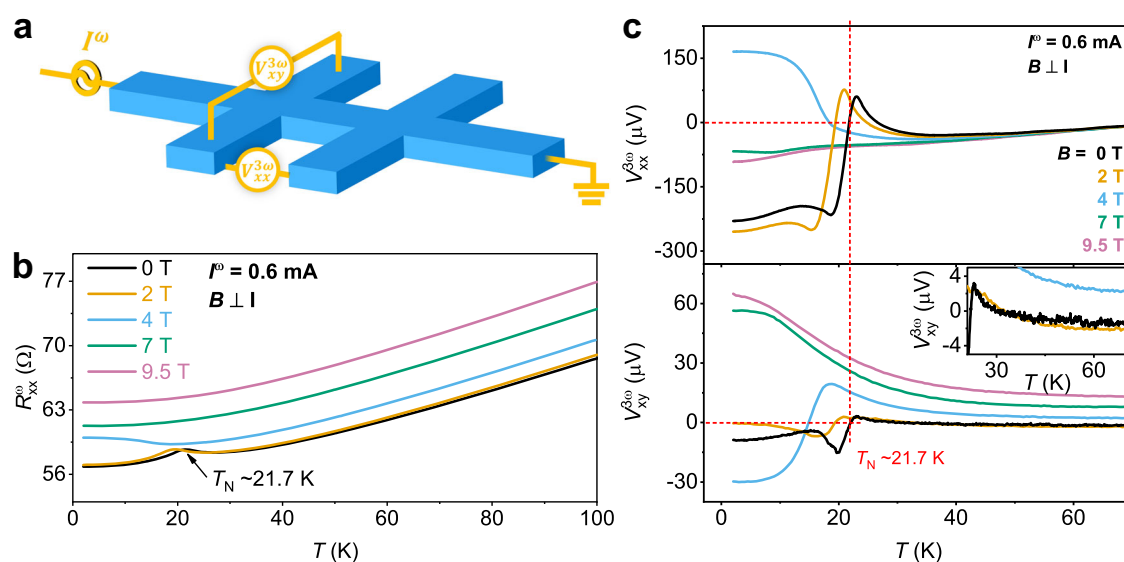 a
I^ω
V_xy^3ω
V_xx^3ω
b
0 T
2 T
4 T
7 T
9.5 T
I^ω = 0.6 mA
B ⊥ I
T_N ~21.7 K
77
70
63
56
R_xx^ω (Ω)
0 20 40 60 80 100
T (K)
c
I^ω = 0.6 mA
B ⊥ I
150
0
-150
-300
V_xx^3ω (μV)
B = 0 T
2 T
4 T
7 T
9.5 T
60
30
0
-30
V_xy^3ω (μV)
T_N ~21.7 K
4
0
-4
V_xy^3ω (μV)
30 60
T (K)
0 20 40 60
T (K)